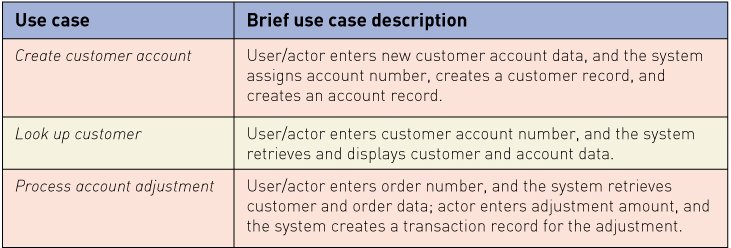 Use case
Brief use case description
Create customer account
User/actor enters new customer account data, and the system
assigns account number, creates a customer record, and
creates an account record.
Look up customer
User/actor enters customer account number, and the system
retrieves and displays customer and account data.
Process account adjustment
User/actor enters order number, and the system retrieves
customer and order data; actor enters adjustment amount, and
the system creates a transaction record for the adjustment.